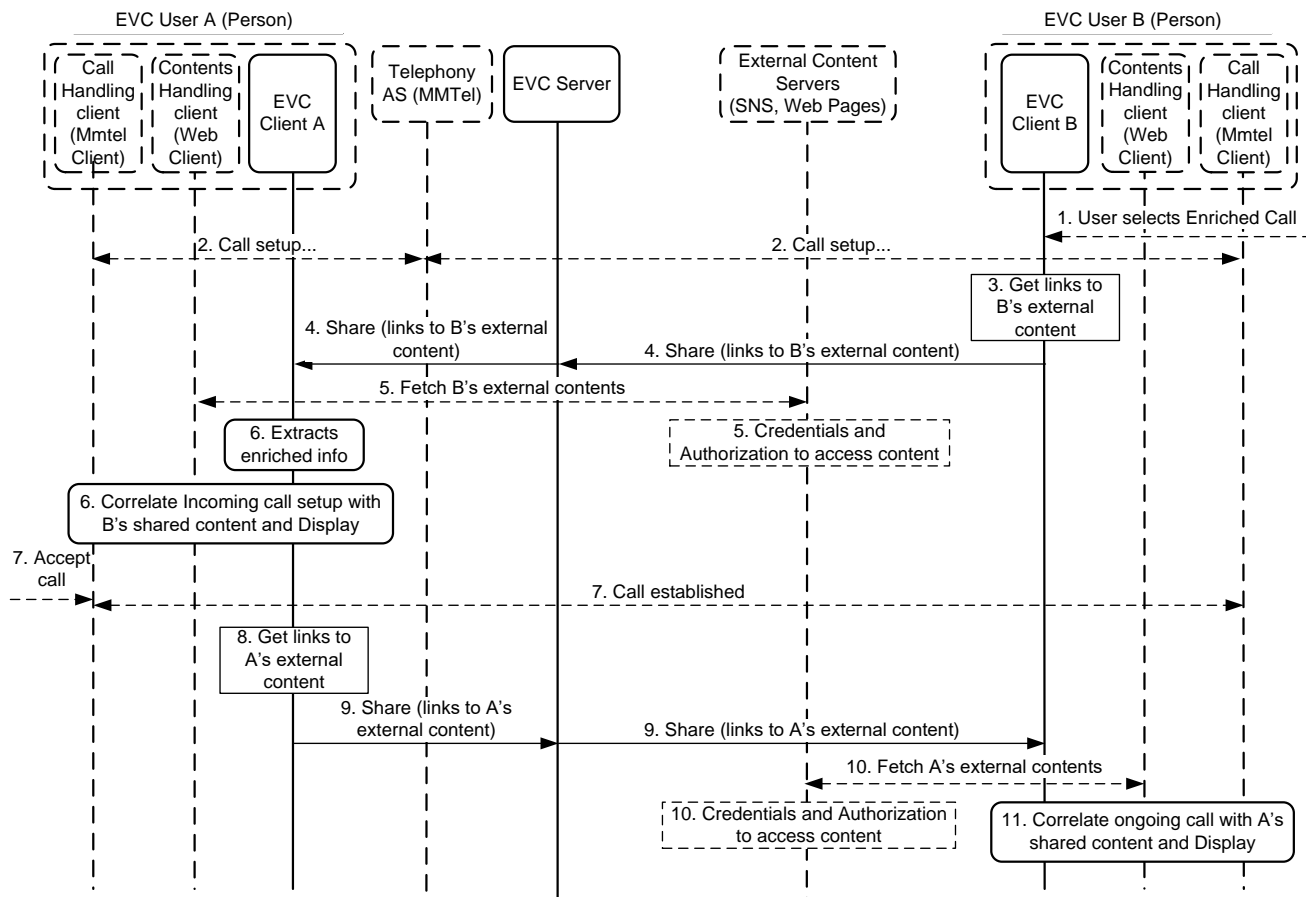 EVC User A (Person)
EVC User B (Person)
Call
Handling
client
(Mmtel
Client)
Contents
Handling
client
(Web
Client)
EVC
Client A
Telephony
AS (MMTel)
EVC Server
External Content
Servers
(SNS, Web Pages)
EVC
Client B
Contents
Handling
client
(Web
Client)
Call
Handling
client
(Mmtel
Client)
1. User selects Enriched Call
2. Call setup...
2. Call setup...
3. Get links to
B's external
content
4. Share (links to B's external
content)
4. Share (links to B's external content)
5. Fetch B's external contents
6. Extracts
enriched info
5. Credentials and
Authorization to access content
6. Correlate Incoming call setup with
B's shared content and Display
7. Accept
call
7. Call established
8. Get links to
A's external
content
9. Share (links to A's
external content)
9. Share (links to A's external content)
10. Fetch A's external contents
10. Credentials and Authorization
to access content
11. Correlate ongoing call with A's
shared content and Display